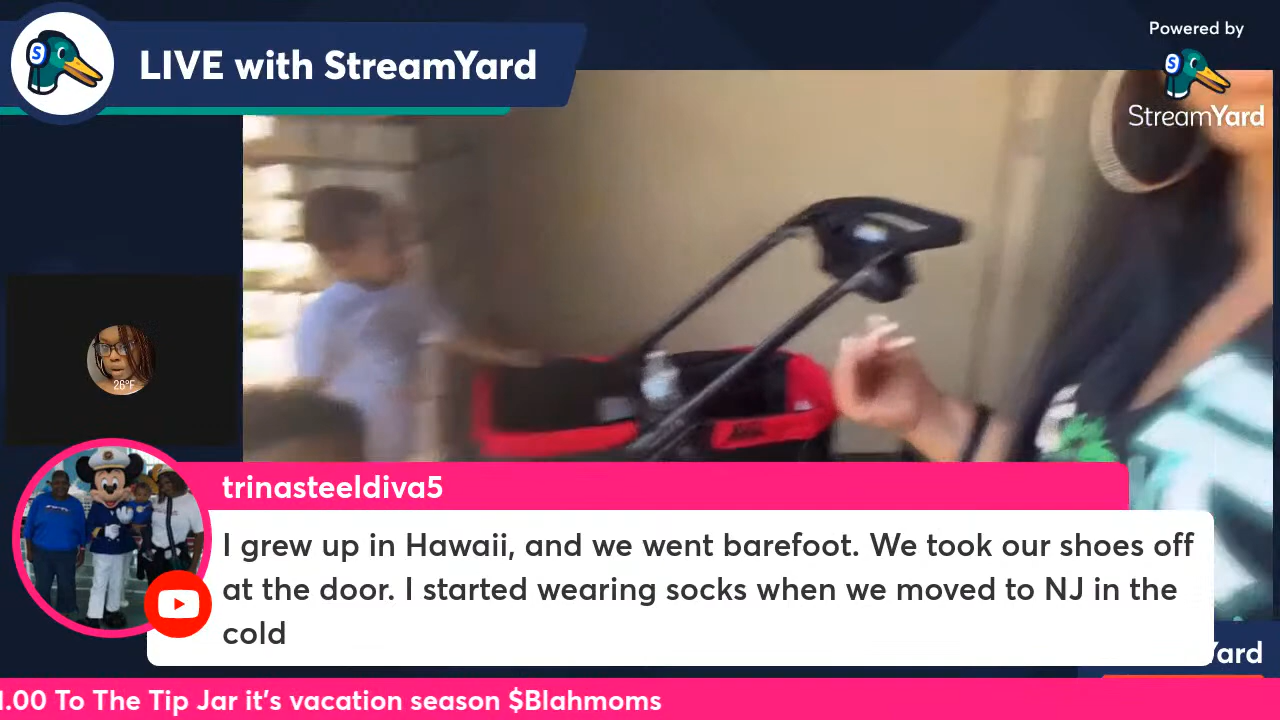 LIVE with StreamYard
Powered by
StreamYard
26°F
trinasteeldiva5
I grew up in Hawaii, and we went barefoot. We took our shoes off
at the door. I started wearing socks when we moved to NJ in the
cold
Yard
1.00 To The Tip Jar it's vacation season $Blahmoms